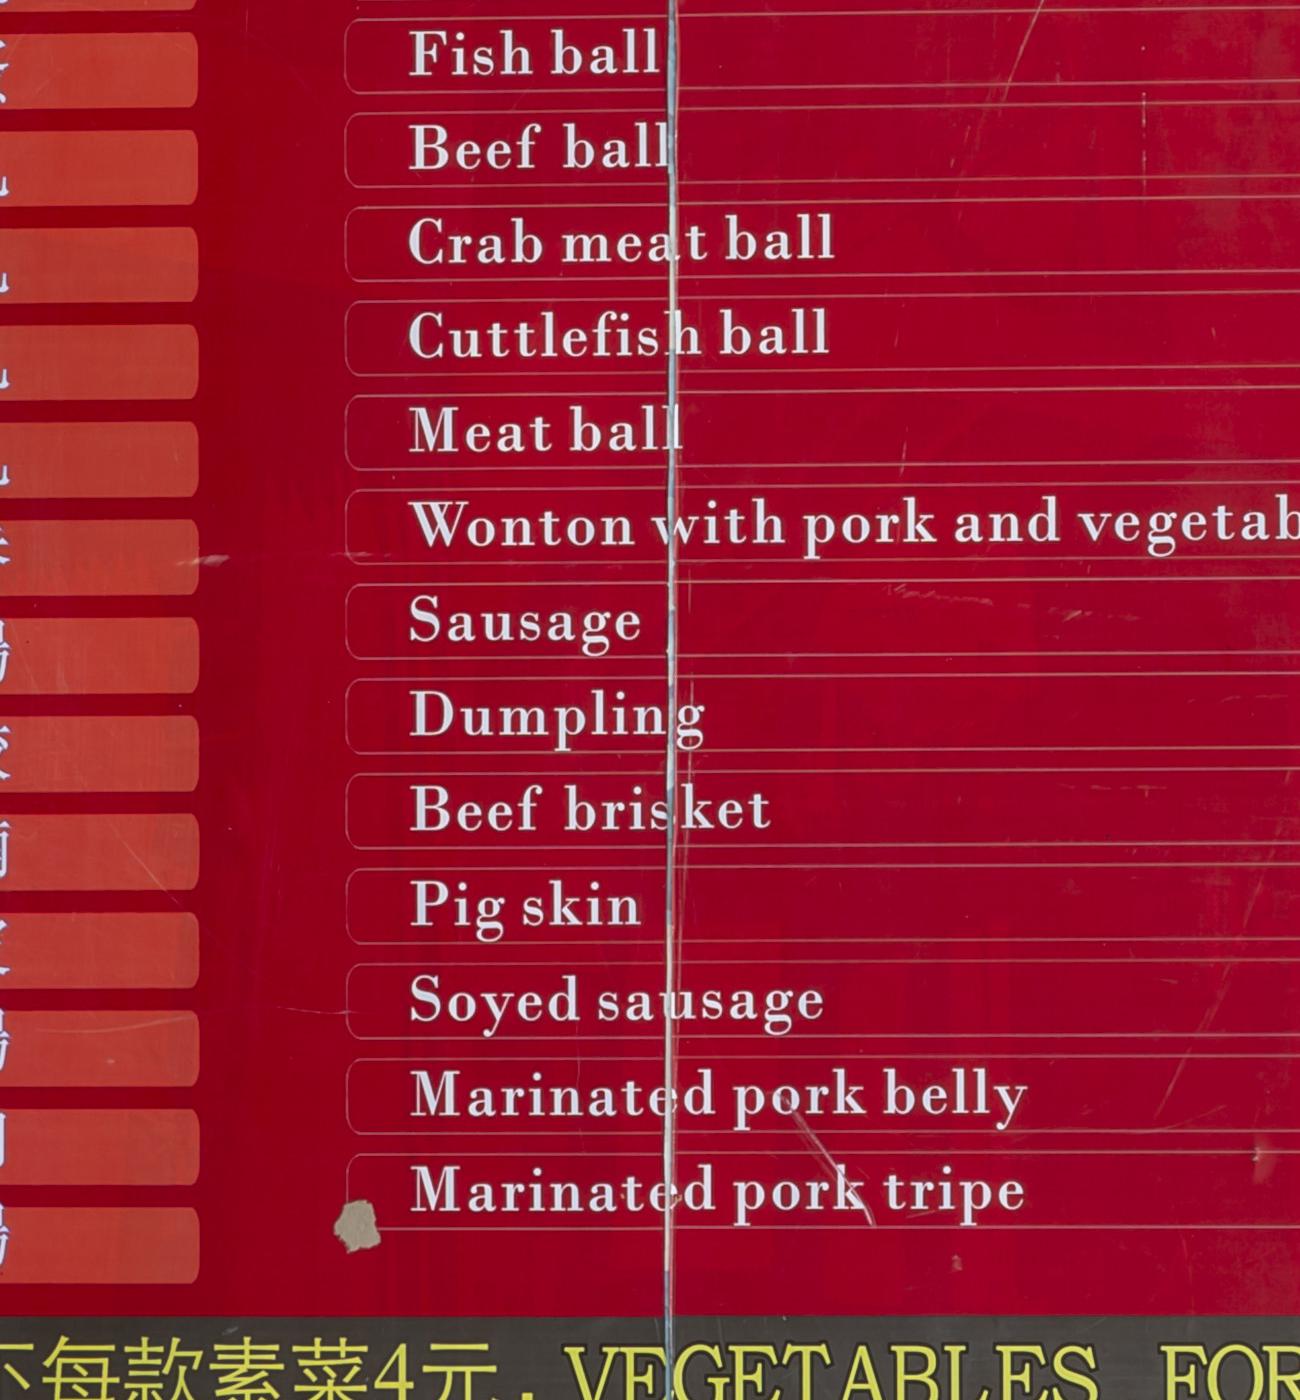 Fish ball
Beef ball
Crab meat ball
Cuttlefish ball
Meat ball
Wonton with pork and vegetab
Sausage
Dumpling
Beef brisket
Pig skin
Soyed sausage
Marinated pork belly
Marinated pork tripe
下每款素菜4元. VEGETABLES FOR